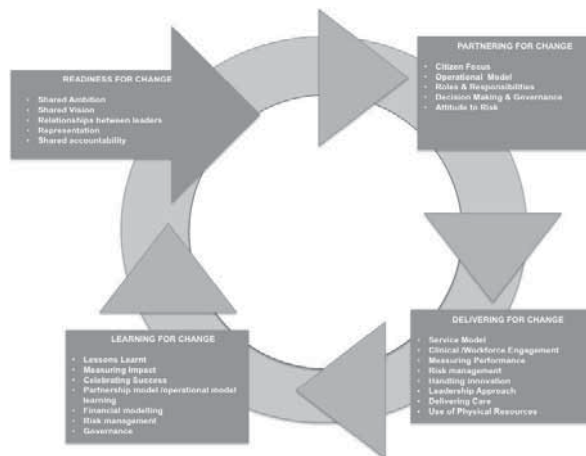 READINESS FOR CHANGE
• Shared Ambition
• Shared Vision
• Relationships between leaders
• Representation
• Shared accountability
PARTNERING FOR CHANGE
• Citizen Focus
• Operational Model
• Roles & Responsibilities
• Decision Making & Governance
• Attitude to Risk
DELIVERING FOR CHANGE
• Service Model
• Clinical /Workforce Engagement
• Measuring Performance
• Risk management
• Handling innovation
• Leadership Approach
• Delivering Care
• Use of Physical Resources
LEARNING FOR CHANGE
• Lessons Learnt
• Measuring Impact
• Celebrating Success
• Partnership model /operational model
learning
• Financial modelling
• Risk management
• Governance